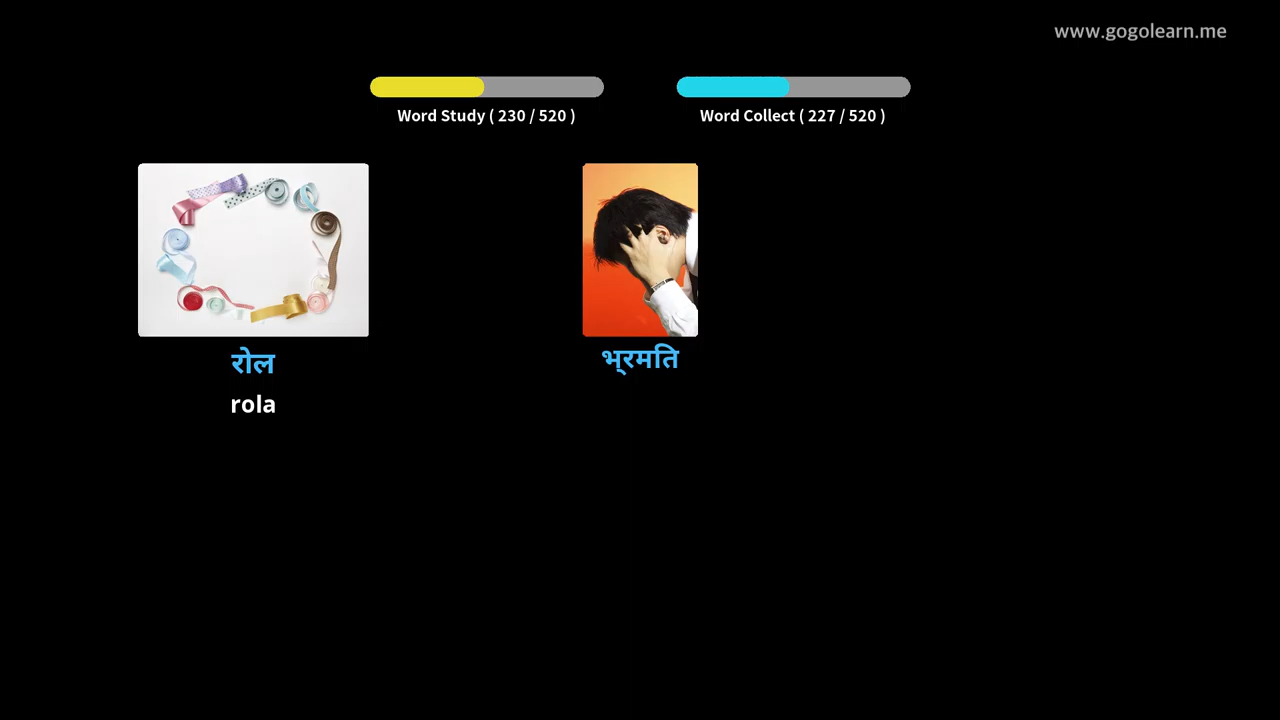 www.gogolearn.me
Word Study ( 230 / 520 )
Word Collect ( 227 / 520 )
रोल
rola
भ्रमति